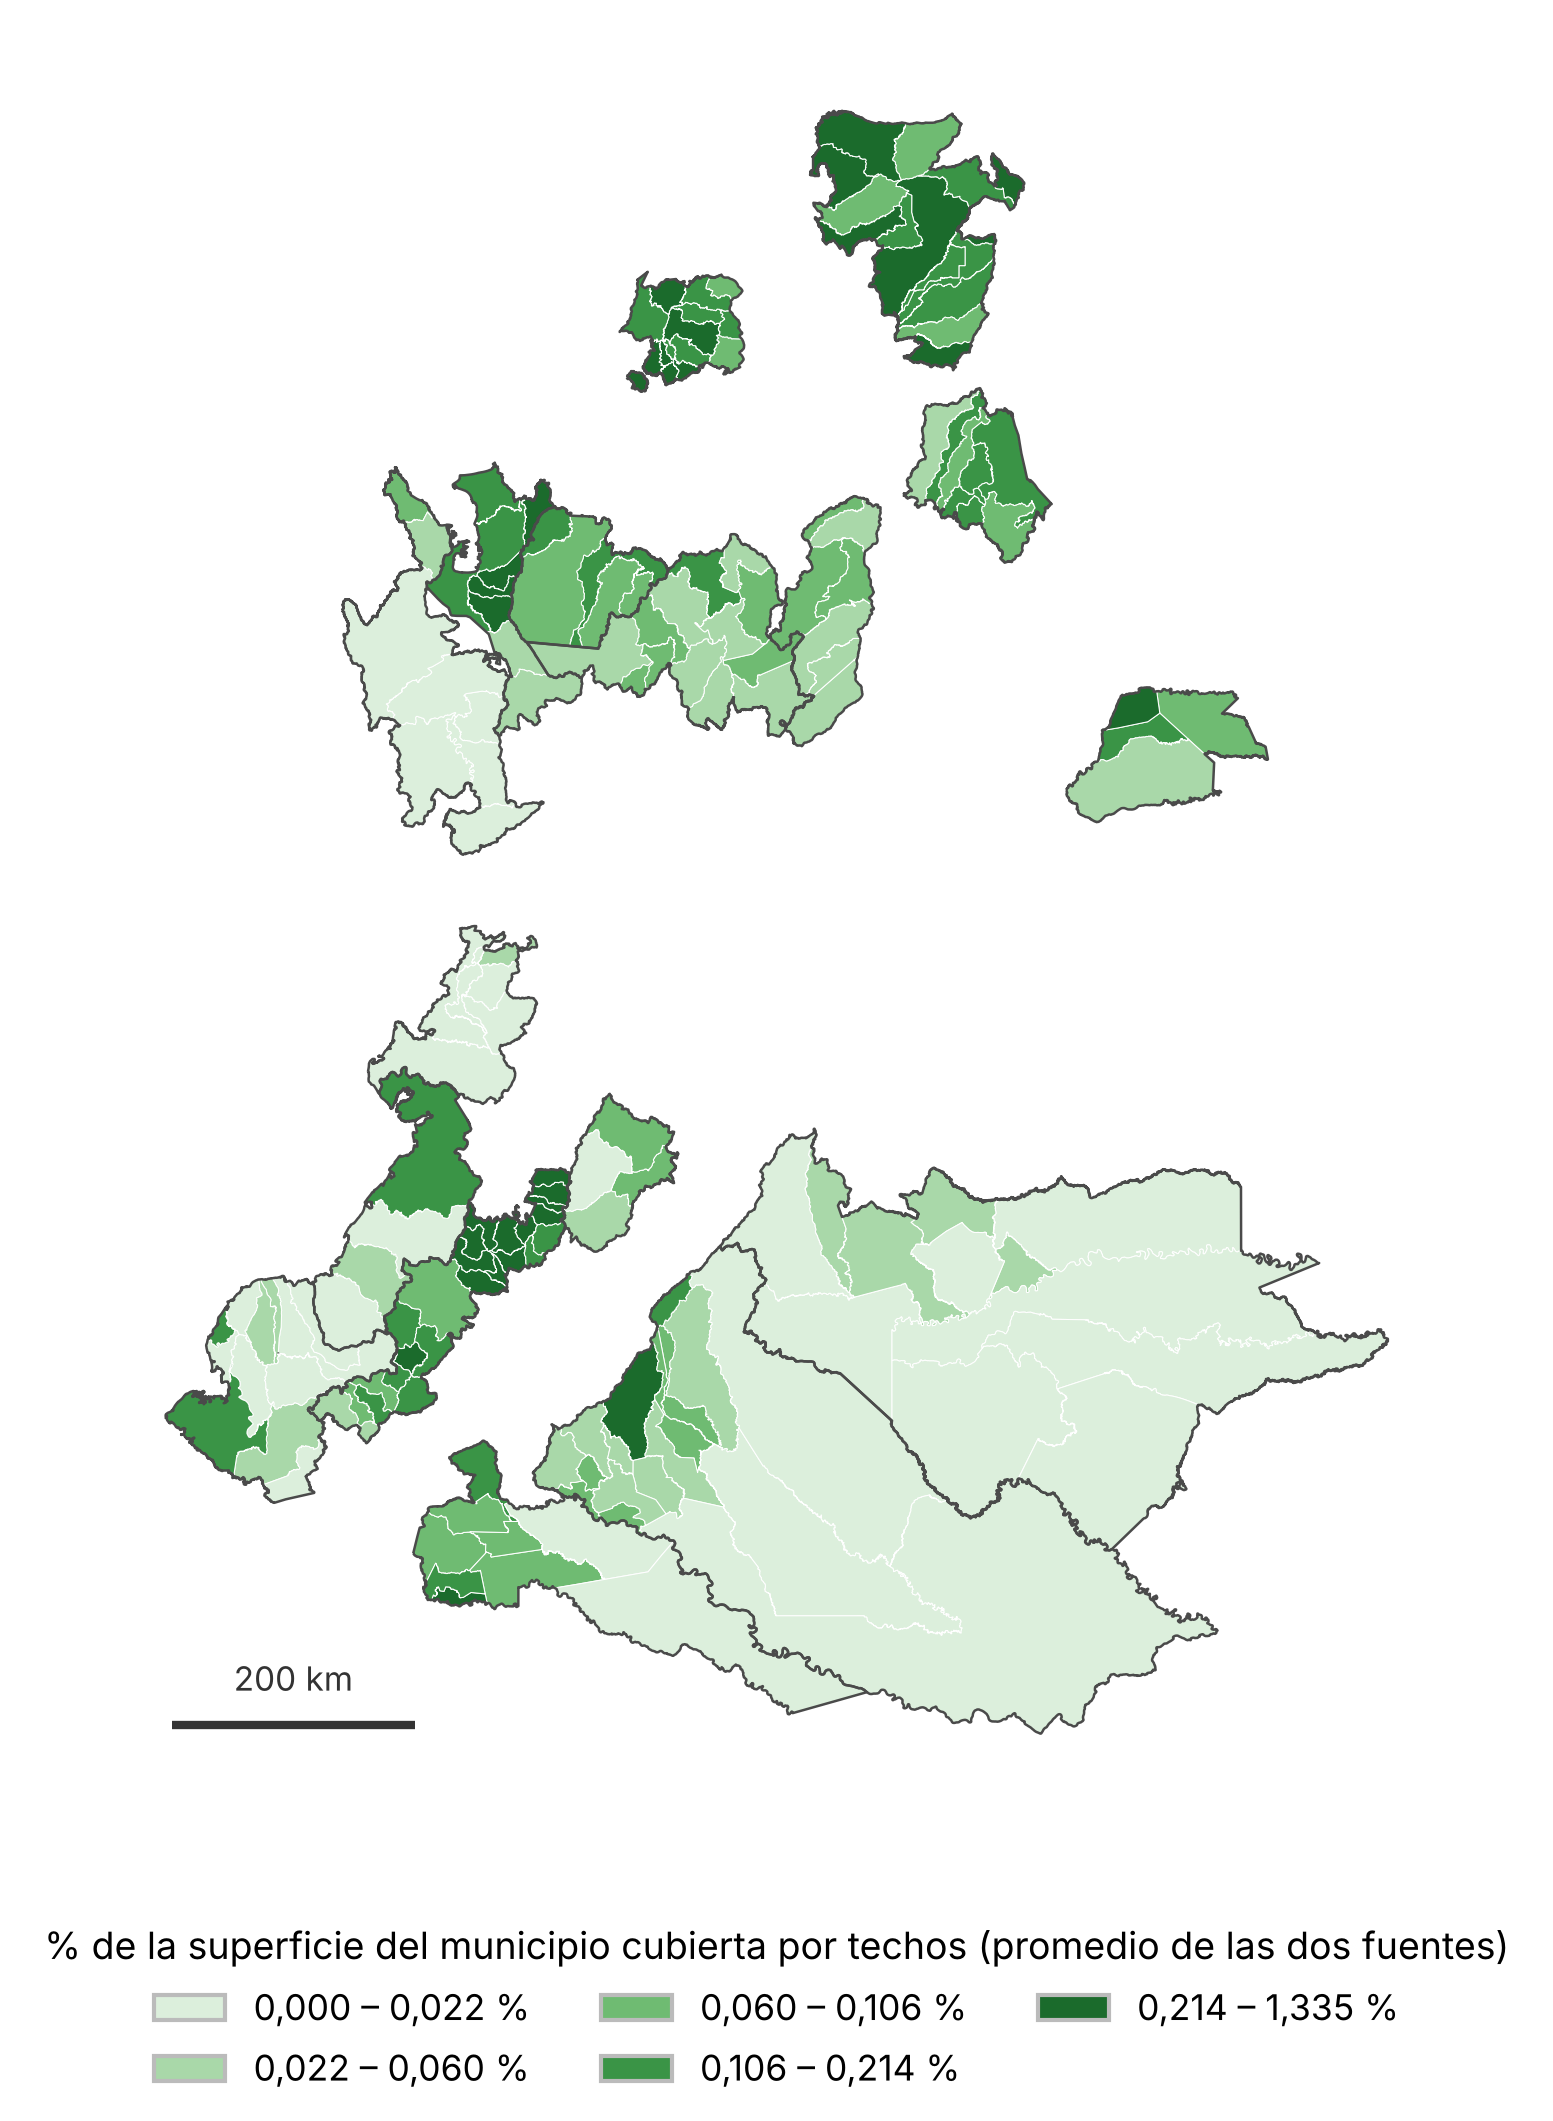 200 km
% de la superficie del municipio cubierta por techos (promedio de las dos fuentes)
0,000 – 0,022 %
0,060 – 0,106 %
0,214 – 1,335 %
0,022 – 0,060 %
0,106 – 0,214 %